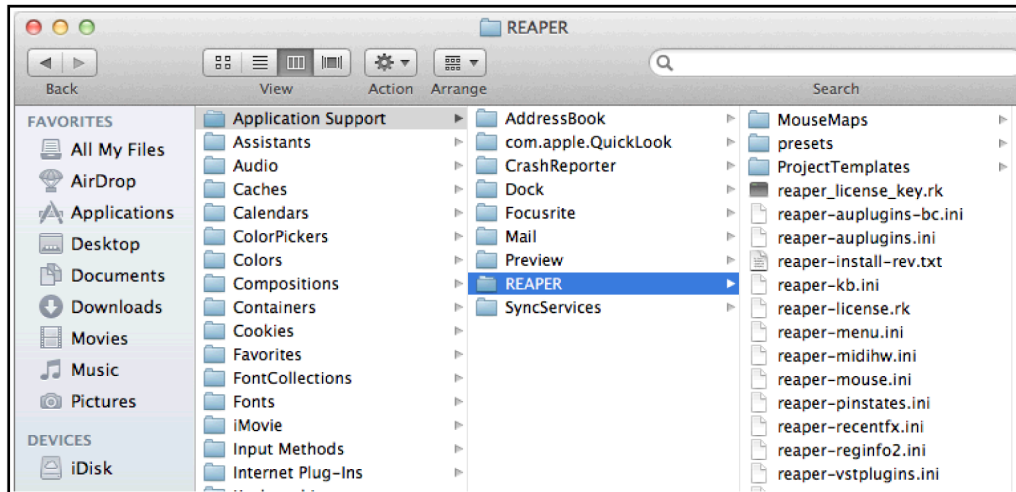 REAPER
Back
View
Action
Arrange
Search
FAVORITES
All My Files
AirDrop
Applications
Desktop
Documents
Downloads
Movies
Music
Pictures
DEVICES
iDisk
Application Support
Assistants
Audio
Caches
Calendars
ColorPickers
Colors
Compositions
Containers
Cookies
Favorites
FontCollections
Fonts
iMovie
Input Methods
Internet Plug-Ins
AddressBook
com.apple.QuickLook
CrashReporter
Dock
Focusrite
Mail
Preview
REAPER
SyncServices
MouseMaps
presets
ProjectTemplates
reaper_license_key.rk
reaper-auplugins-bc.ini
reaper-auplugins.ini
reaper-install-rev.txt
reaper-kb.ini
reaper-license.rk
reaper-menu.ini
reaper-midihw.ini
reaper-mouse.ini
reaper-pinstates.ini
reaper-recentfx.ini
reaper-reginfo2.ini
reaper-vstplugins.ini